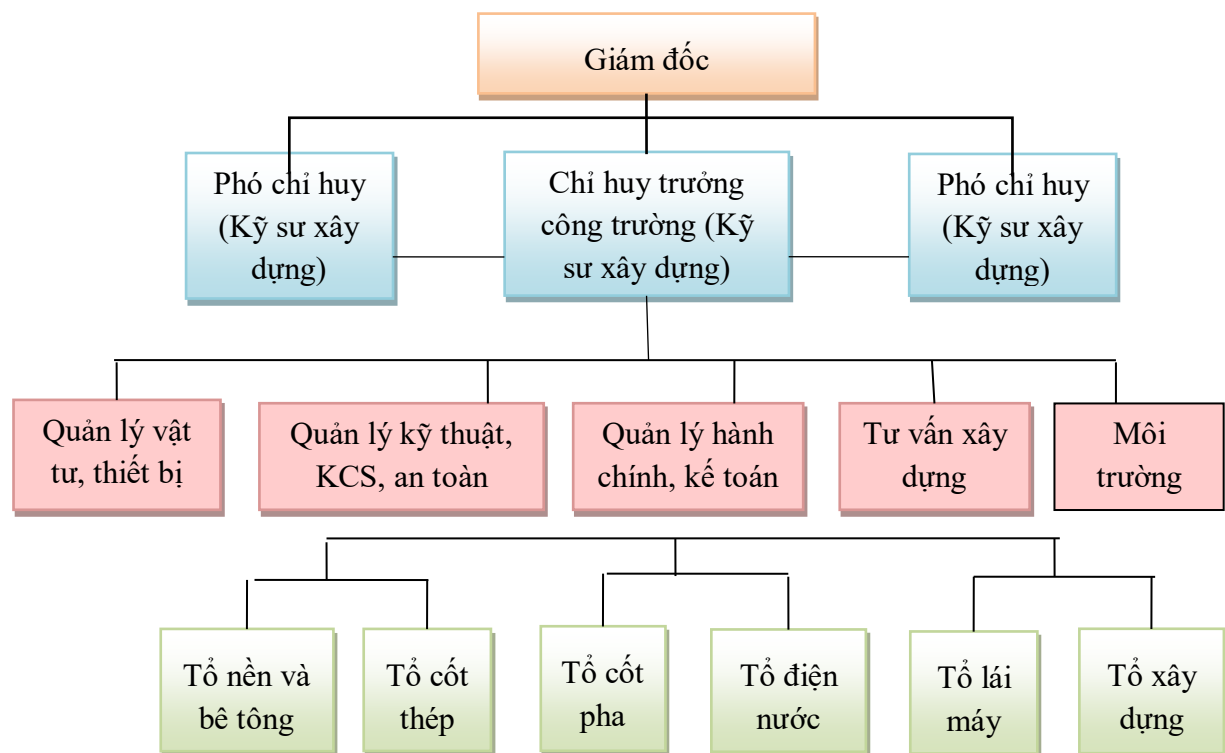 Giám đốc
Phó chỉ huy
(Kỹ sư xây
dựng)
Chỉ huy trưởng
công trường (Kỹ
sư xây dựng)
Phó chỉ huy
(Kỹ sư xây
dựng)
Quản lý vật
tư, thiết bị
Quản lý kỹ thuật,
KCS, an toàn
Quản lý hành
chính, kế toán
Tư vấn xây
dựng
Môi
trường
Tổ nền và
bê tông
Tổ cốt
thép
Tổ cốt
pha
Tổ điện
nước
Tổ lái
máy
Tổ xây
dựng